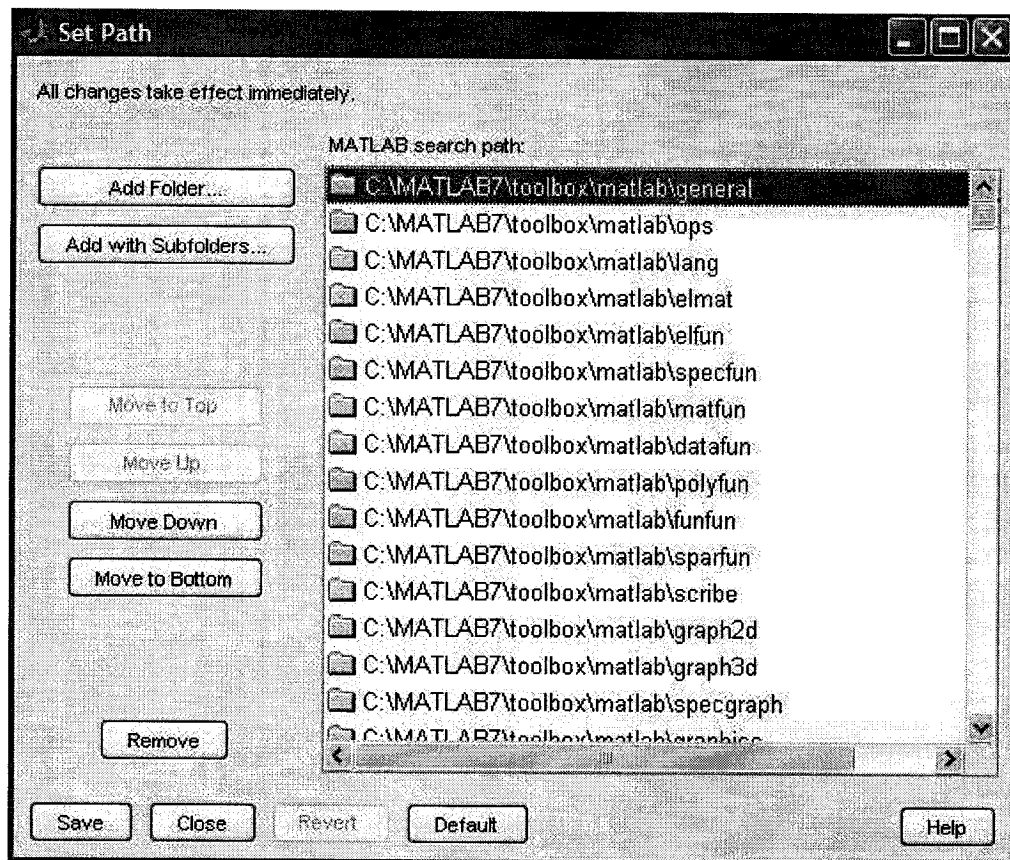 Set Path
All changes take effect immediately.
MATLAB search path:
Add Folder...
Add with Subfolders...
Move to Top
Move Up
Move Down
Move to Bottom
Remove
C:\MATLAB7\toolbox\matlab\general
C:\MATLAB7\toolbox\matlab\ops
C:\MATLAB7\toolbox\matlab\lang
C:\MATLAB7\toolbox\matlab\elmat
C:\MATLAB7\toolbox\matlab\elfun
C:\MATLAB7\toolbox\matlab\specfun
C:\MATLAB7\toolbox\matlab\matfun
C:\MATLAB7\toolbox\matlab\datafun
C:\MATLAB7\toolbox\matlab\polyfun
C:\MATLAB7\toolbox\matlab\funfun
C:\MATLAB7\toolbox\matlab\sparfun
C:\MATLAB7\toolbox\matlab\scribe
C:\MATLAB7\toolbox\matlab\graph2d
C:\MATLAB7\toolbox\matlab\graph3d
C:\MATLAB7\toolbox\matlab\specgraph
C:\MATLAB7\toolbox\matlab\graphics
Save Close Revert Default Help